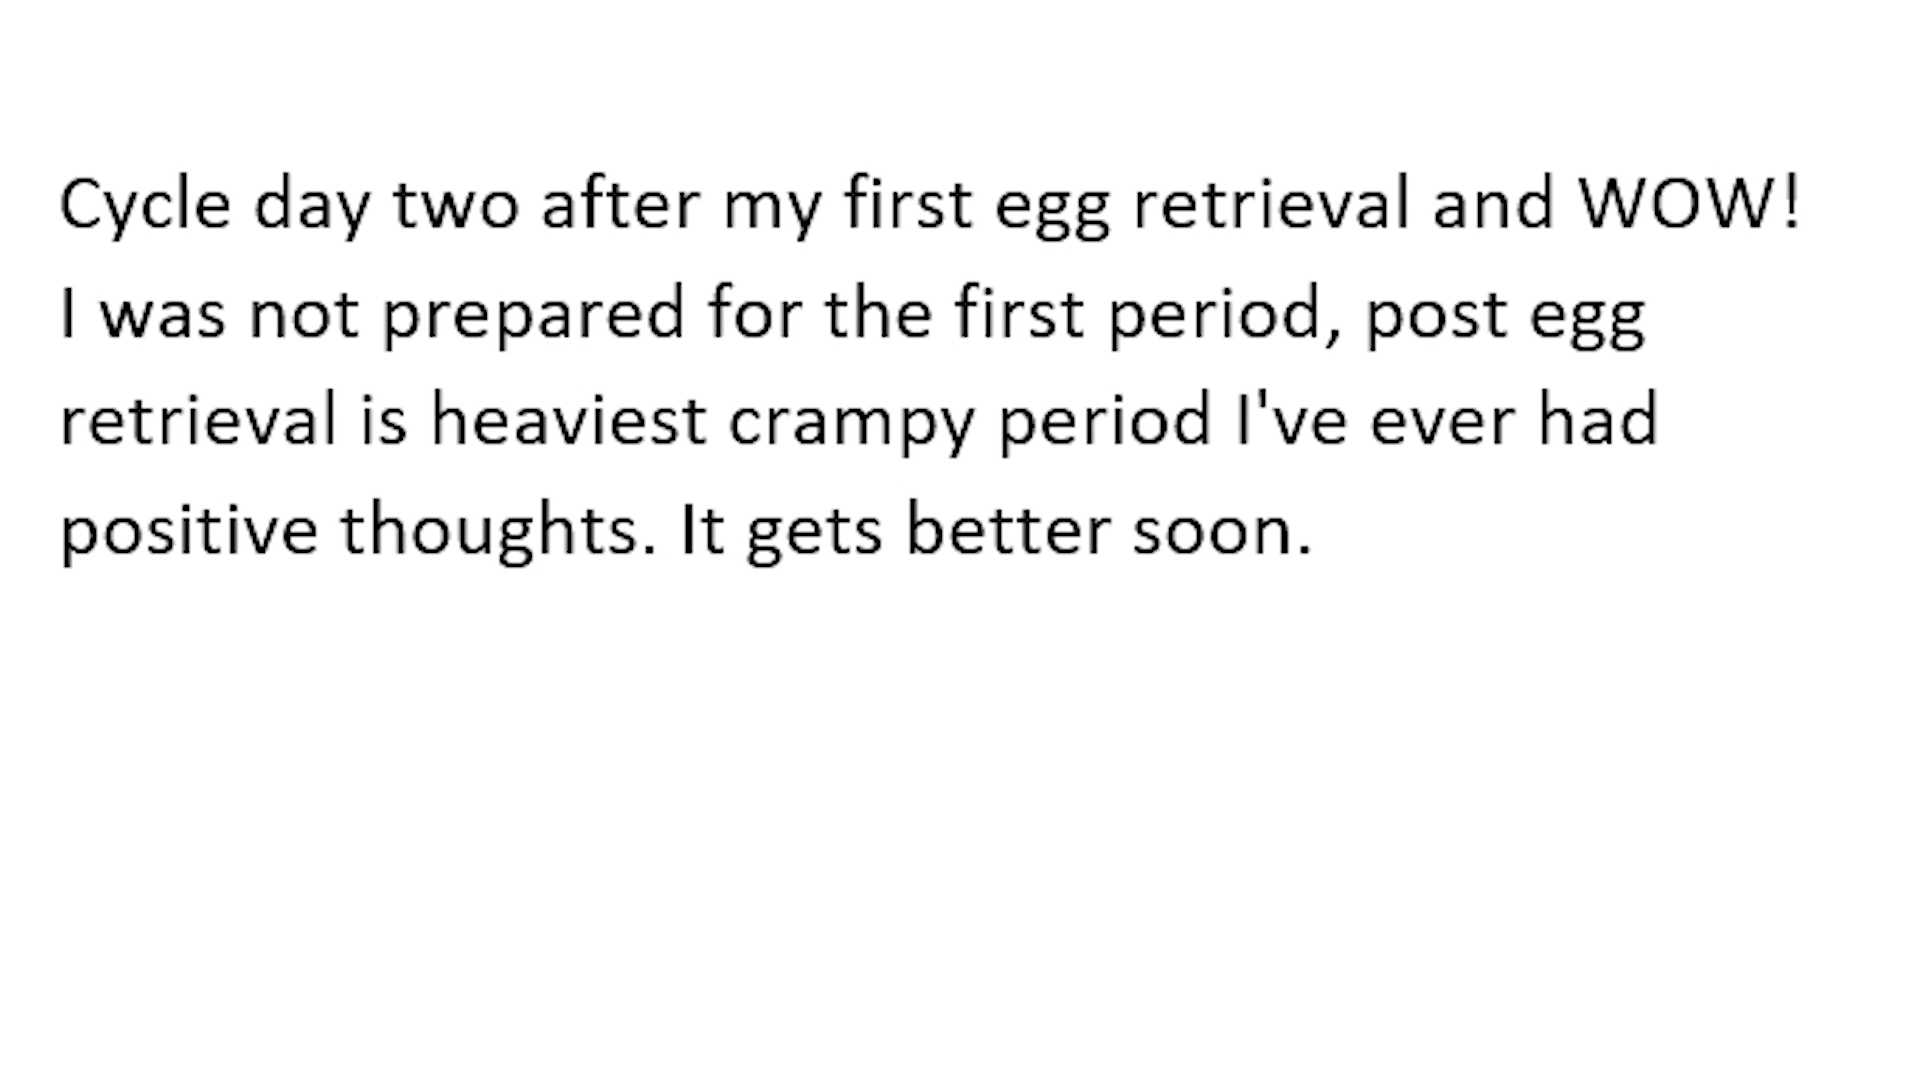 Cycle day two after my first egg retrieval and WOW!
I was not prepared for the first period, post egg
retrieval is heaviest crampy period I've ever had
positive thoughts. It gets better soon.